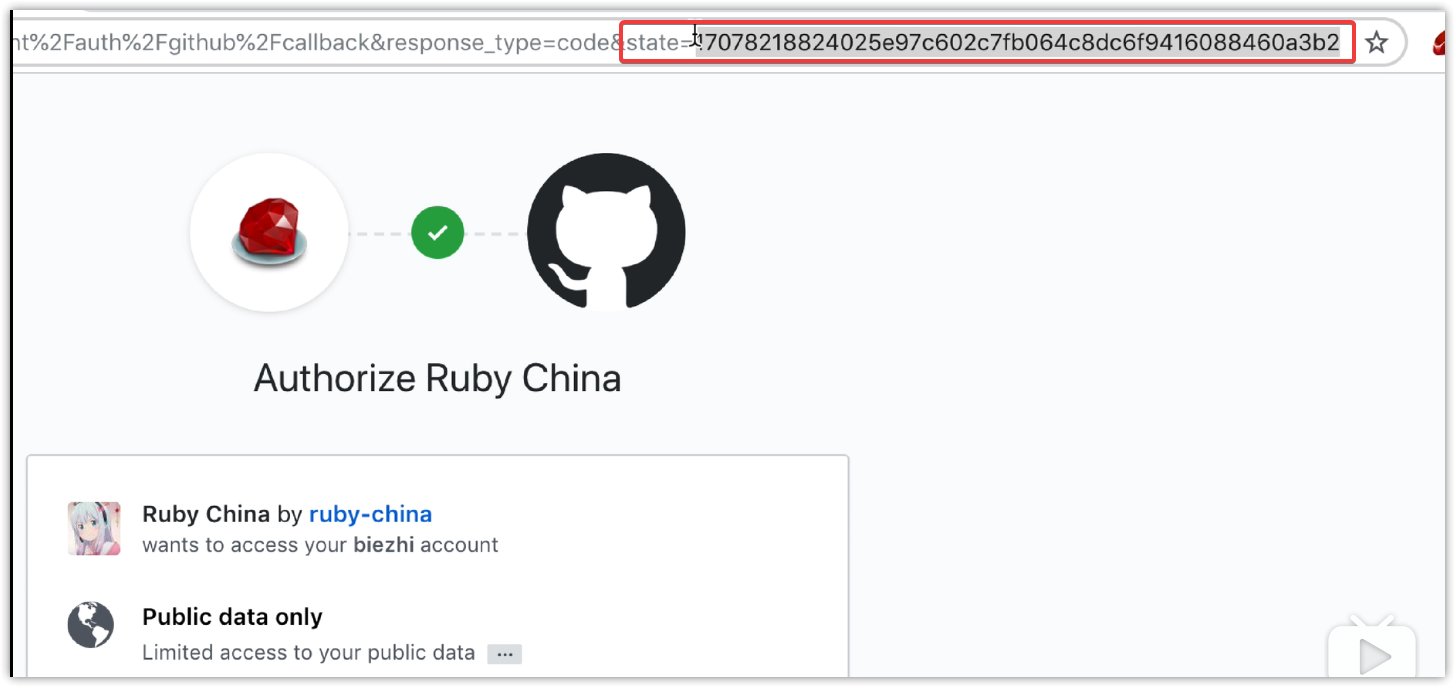 nt%2Fauth%2Fgithub%2Fcallback&response_type=code&state=!7078218824025e97c602c7fb064c8dc6f9416088460a3b2
Authorize Ruby China
Ruby China by ruby-china
wants to access your biezhi account
Public data only
Limited access to your public data ...